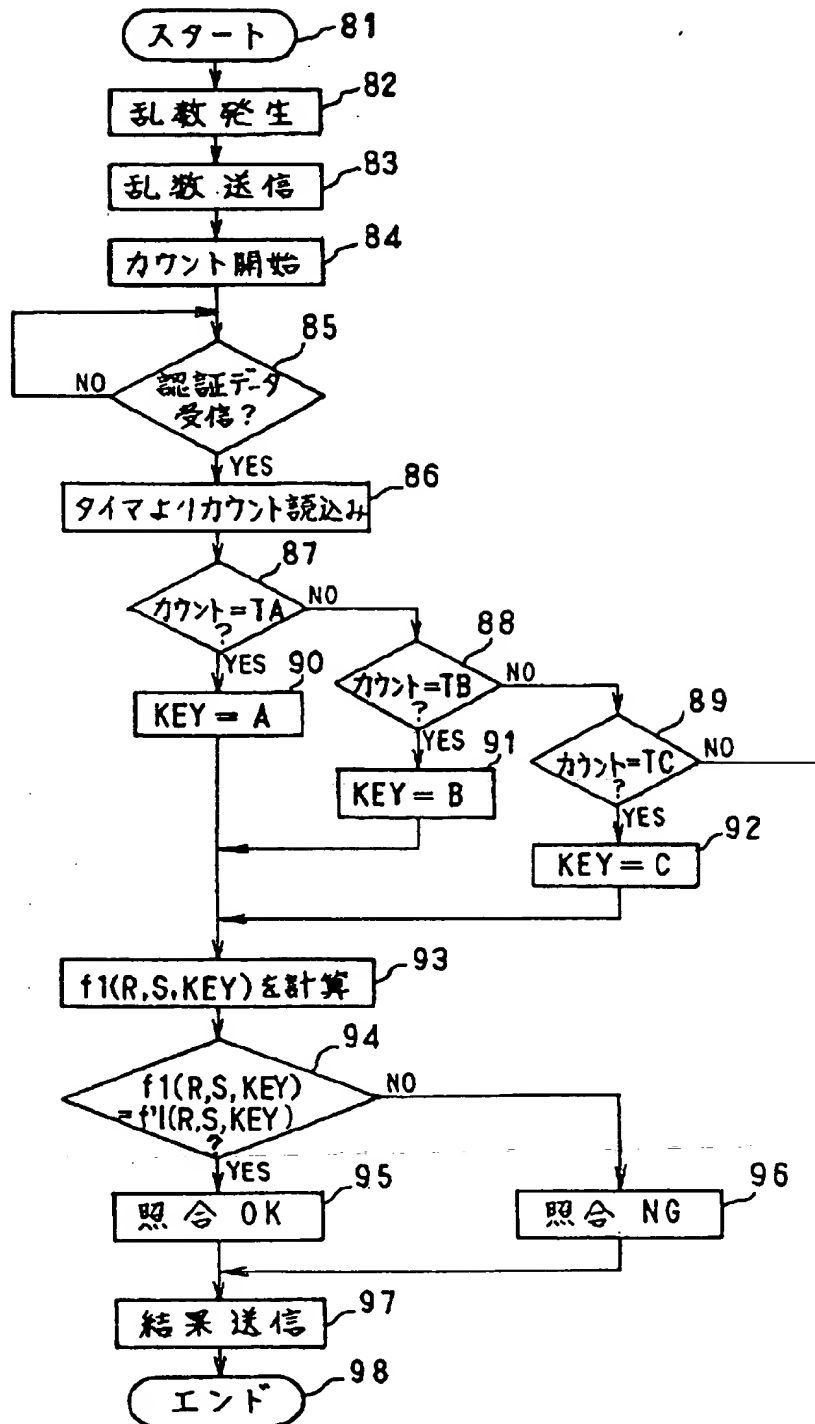 スタート 81
82
乱数発生
83
乱数送信
84
カウント開始
85
NO
認証データ
受信?
YES
86
タイマよりカウント読込み
87
NO
カウント=TA
?
88
YES
90
NO
カウント=TB
?
89
KEY = A
YES
91
NO
カウント=TC
?
KEY = B
YES
92
KEY = C
93
f1(R,S,KEY)を計算
94
f1(R,S,KEY)
=f'1(R,S,KEY)
?
NO
YES
95
96
照合 OK
照合 NG
97
結果送信
98
エンド